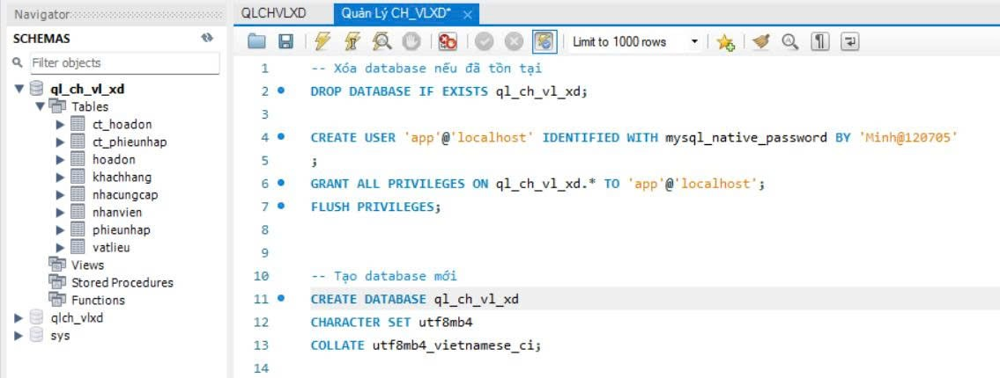 Navigator
SCHEMAS
Filter objects
ql_ch_vl_xd
Tables
ct_hoadon
ct_phieunhap
hoadon
khachhang
nhacungcap
nhanvien
phieunhap
vatlieu
Views
Stored Procedures
Functions
qlch_vlxd
sys
QLCHVLXD
Quản Lý CH_VLXD*
Limit to 1000 rows
1 -- Xóa database nếu đã tồn tại
2 DROP DATABASE IF EXISTS ql_ch_vl_xd;
3
4 CREATE USER 'app'@'localhost' IDENTIFIED WITH mysql_native_password BY 'Minh@120705'
5 ;
6 GRANT ALL PRIVILEGES ON ql_ch_vl_xd.* TO 'app'@'localhost';
7 FLUSH PRIVILEGES;
8
9
10 -- Tạo database mới
11 CREATE DATABASE ql_ch_vl_xd
12 CHARACTER SET utf8mb4
13 COLLATE utf8mb4_vietnamese_ci;
14